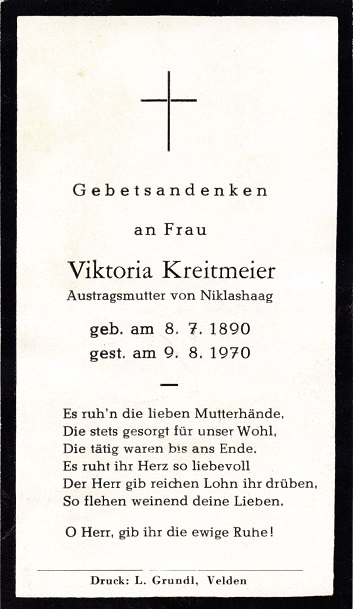 Gebetsandenken
an Frau
Viktoria Kreitmeier
Austragsmutter von Niklashaag
geb. am 8. 7. 1890
gest. am 9. 8. 1970
Es ruh'n die lieben Mutterhände,
Die stets gesorgt für unser Wohl,
Die tätig waren bis ans Ende.
Es ruht ihr Herz so liebevoll
Der Herr gib reichen Lohn ihr drüben,
So flehen weinend deine Lieben.
O Herr, gib ihr die ewige Ruhe!
Druck: L. Grundl, Velden